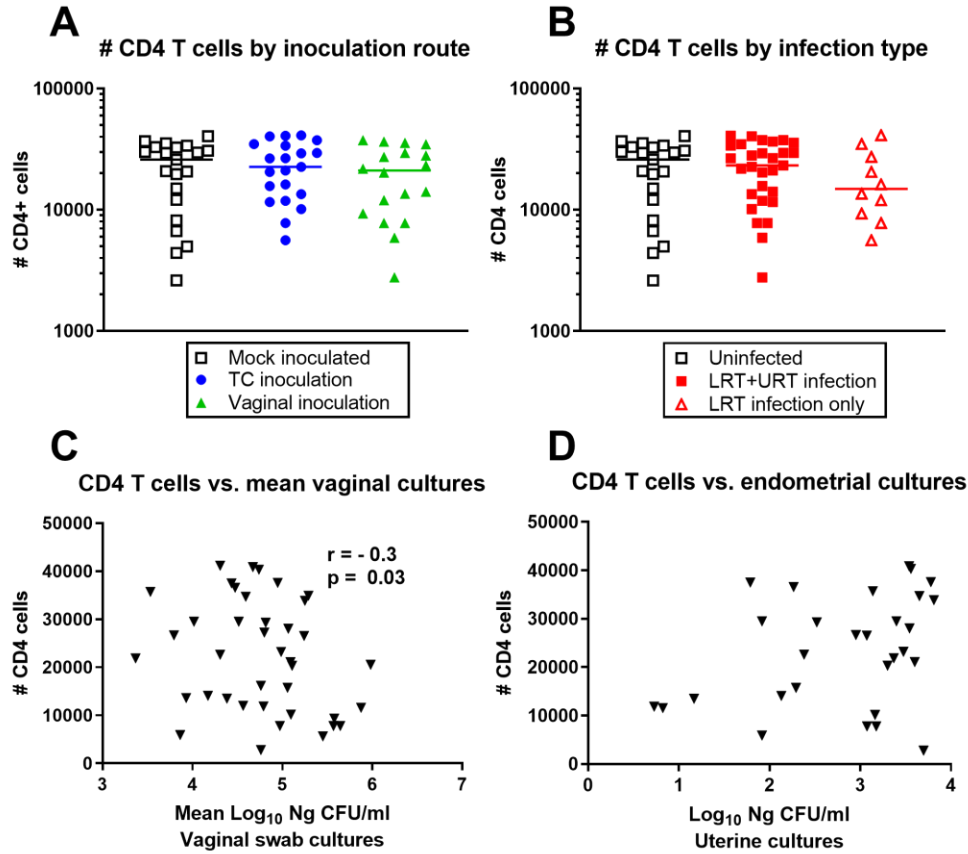 A
# CD4 T cells by inoculation route
100000
10000
1000
# CD4+ cells
Mock inoculated
TC inoculation
Vaginal inoculation
B
# CD4 T cells by infection type
100000
10000
1000
# CD4 cells
Uninfected
LRT+URT infection
LRT infection only
C
CD4 T cells vs. mean vaginal cultures
50000
40000
30000
20000
10000
0
# CD4 cells
r = - 0.3
p = 0.03
3 4 5 6 7
Mean Log₁₀ Ng CFU/ml
Vaginal swab cultures
D
CD4 T cells vs. endometrial cultures
50000
40000
30000
20000
10000
0
# CD4 cells
0 1 2 3 4
Log₁₀ Ng CFU/ml
Uterine cultures